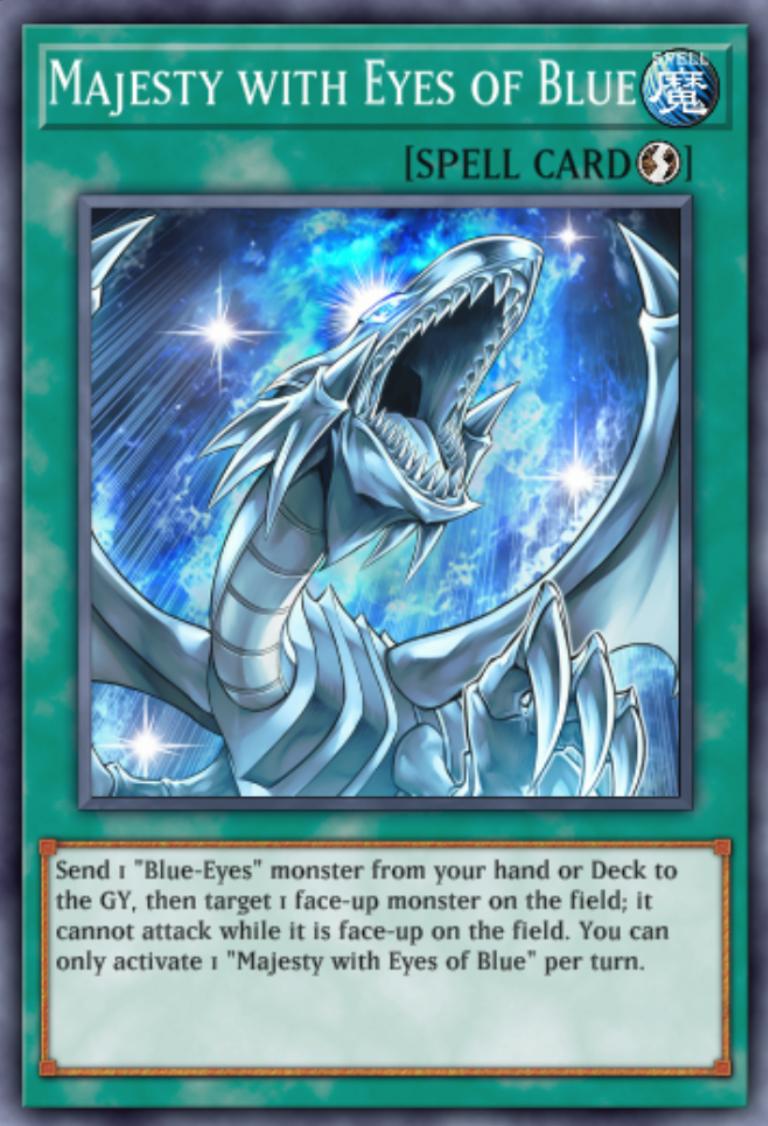 MAJESTY WITH EYES OF BLUE
SPELL
魔
[SPELL CARD]
Send 1 "Blue-Eyes" monster from your hand or Deck to
the GY, then target 1 face-up monster on the field; it
cannot attack while it is face-up on the field. You can
only activate 1 "Majesty with Eyes of Blue" per turn.